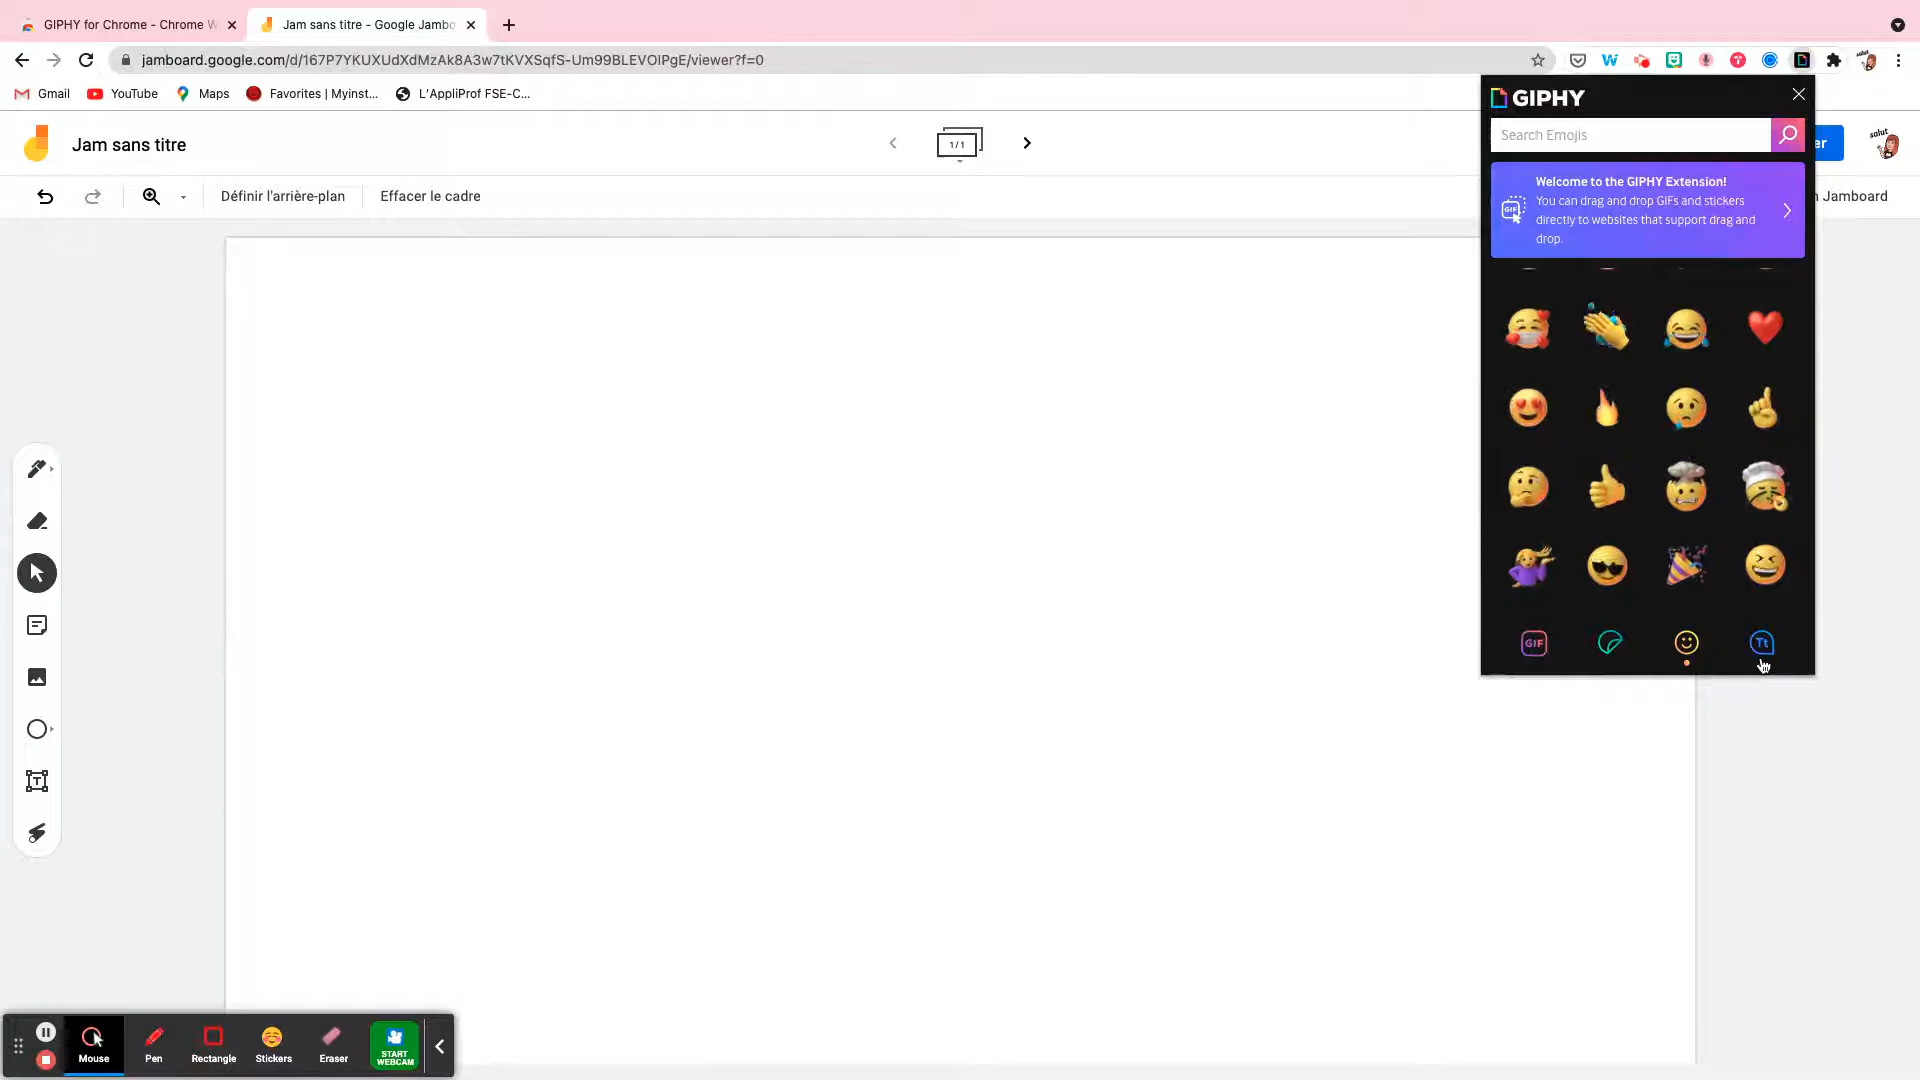 GIPHY for Chrome - Chrome W
Jam sans titre - Google Jambo
jamboard.google.com/d/167P7YKUXUdXdMzAk8A3w7tKVXSqfS-Um99BLEVOIPgE/viewer?f=0
Gmail
YouTube
Maps
Favorites | Myinst...
L'AppliProf FSE-C...
Jam sans titre
1/1
er
salut
Définir l'arrière-plan
Effacer le cadre
Jamboard
GIPHY
Search Emojis
Welcome to the GIPHY Extension!
You can drag and drop GIFs and stickers
directly to websites that support drag and
drop.
GIF
GIF
Tt
Mouse
Pen
Rectangle
Stickers
Eraser
START
WEBCAM